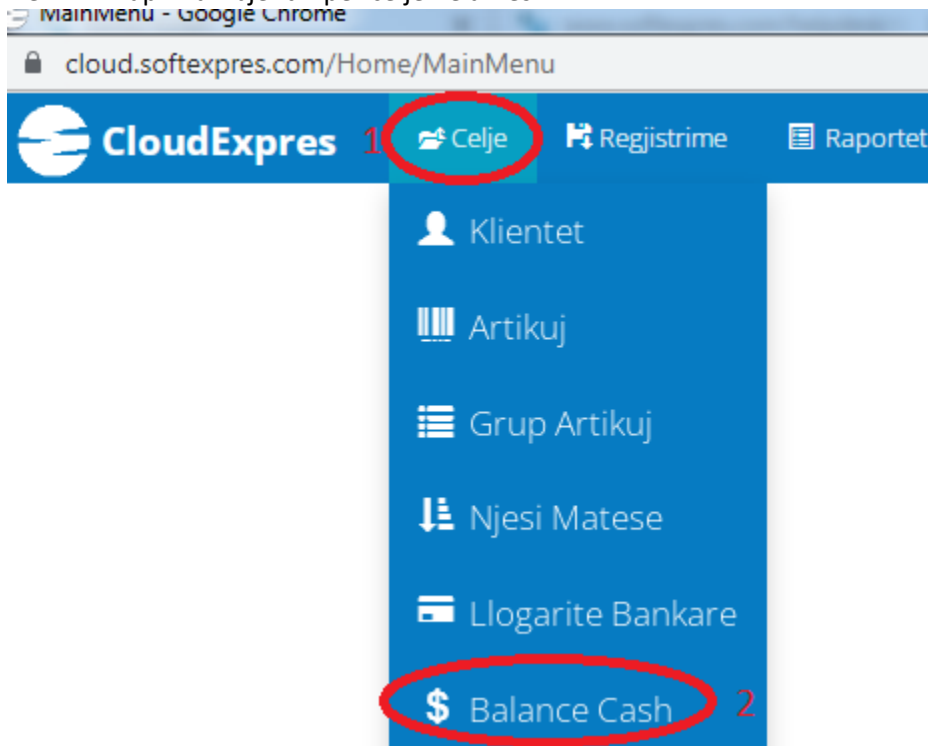 MainMenu - Google Chrome
cloud.softexpres.com/Home/MainMenu
CloudExpres 1 Celje Regjistrime Raportet
Klientet
Artikuj
Grup Artikuj
Njesi Matese
Llogarite Bankare
$ Balance Cash 2